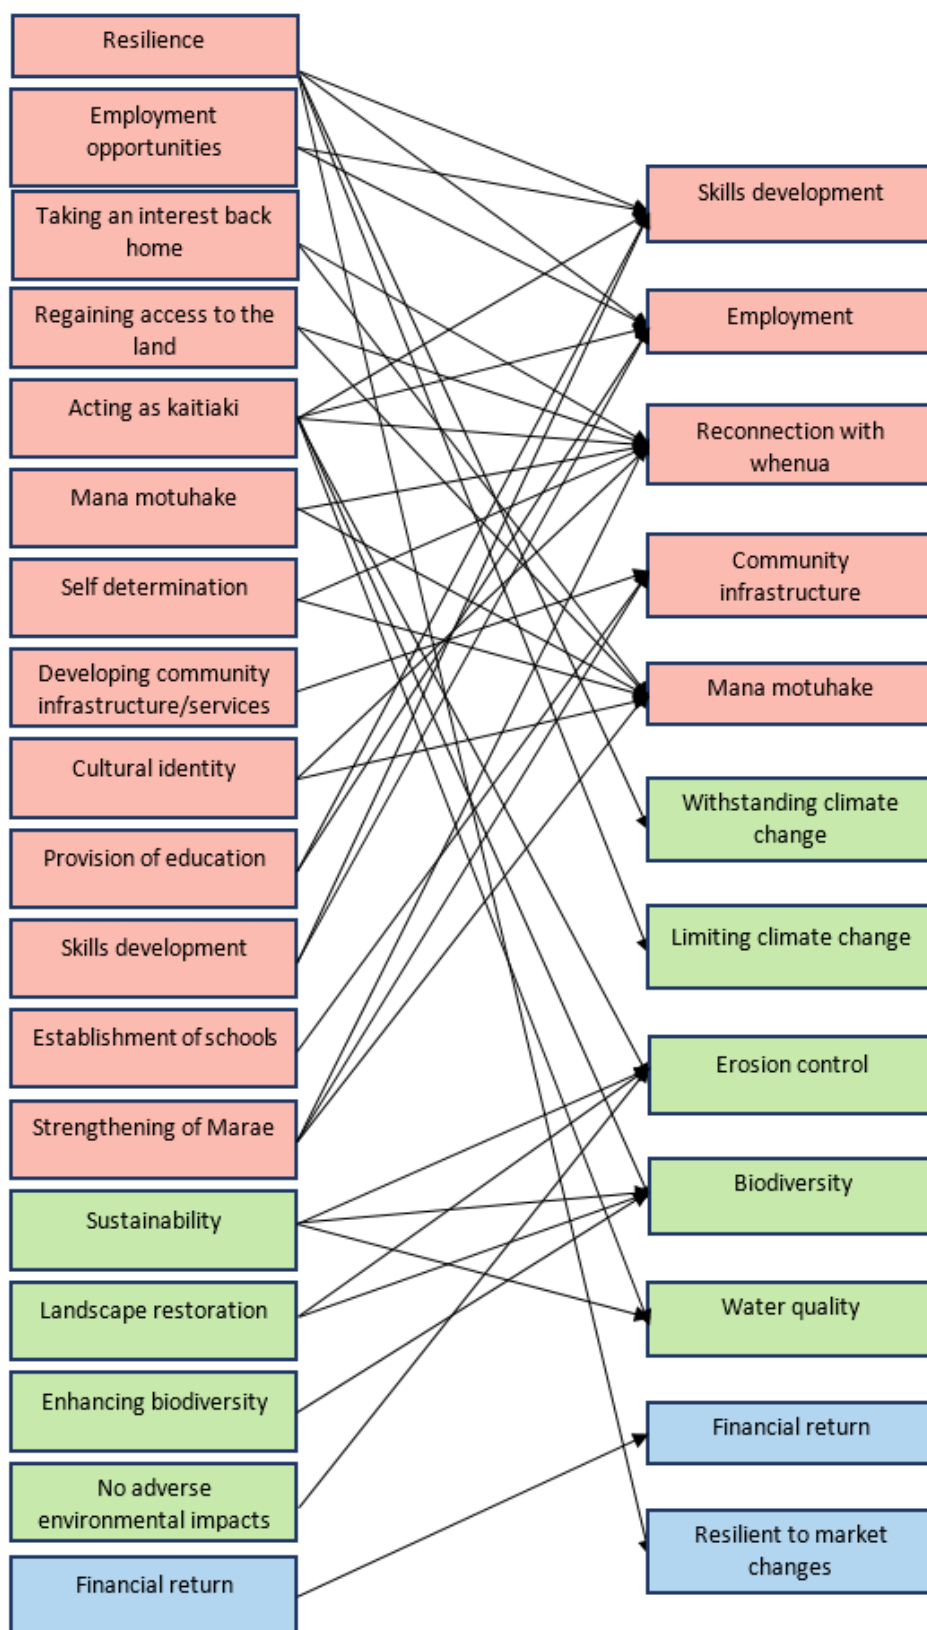 Resilience
Employment
opportunities
Taking an interest back
home
Regaining access to the
land
Acting as kaitiaki
Mana motuhake
Self determination
Developing community
infrastructure/services
Cultural identity
Provision of education
Skills development
Establishment of schools
Strengthening of Marae
Sustainability
Landscape restoration
Enhancing biodiversity
No adverse
environmental impacts
Financial return
Skills development
Employment
Reconnection with
whenua
Community
infrastructure
Mana motuhake
Withstanding climate
change
Limiting climate change
Erosion control
Biodiversity
Water quality
Financial return
Resilient to market
changes